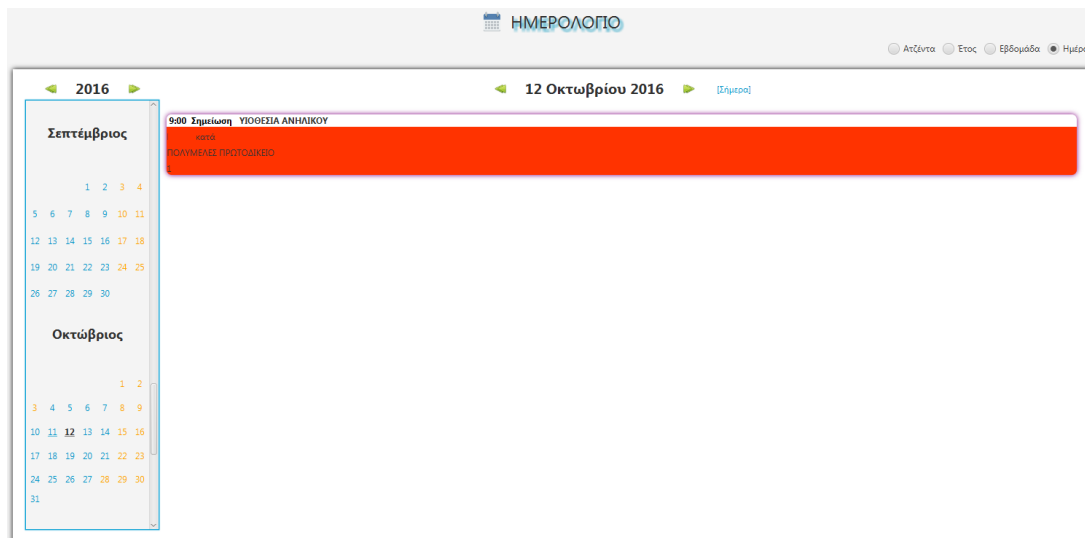 ΗΜΕΡΟΛΟΓΙΟ
Ατζέντα Έτος Εβδομάδα Ημέρα
2016
12 Οκτωβρίου 2016 [Σήμερα]
9:00 Σημείωση ΥΙΟΘΕΣΙΑ ΑΝΗΛΙΚΟΥ
κατά
ΠΟΛΥΜΕΛΕΣ ΠΡΩΤΟΔΙΚΕΙΟ
1
Σεπτέμβριος
1 2 3 4
5 6 7 8 9 10 11
12 13 14 15 16 17 18
19 20 21 22 23 24 25
26 27 28 29 30
Οκτώβριος
1 2
3 4 5 6 7 8 9
10 11 12 13 14 15 16
17 18 19 20 21 22 23
24 25 26 27 28 29 30
31